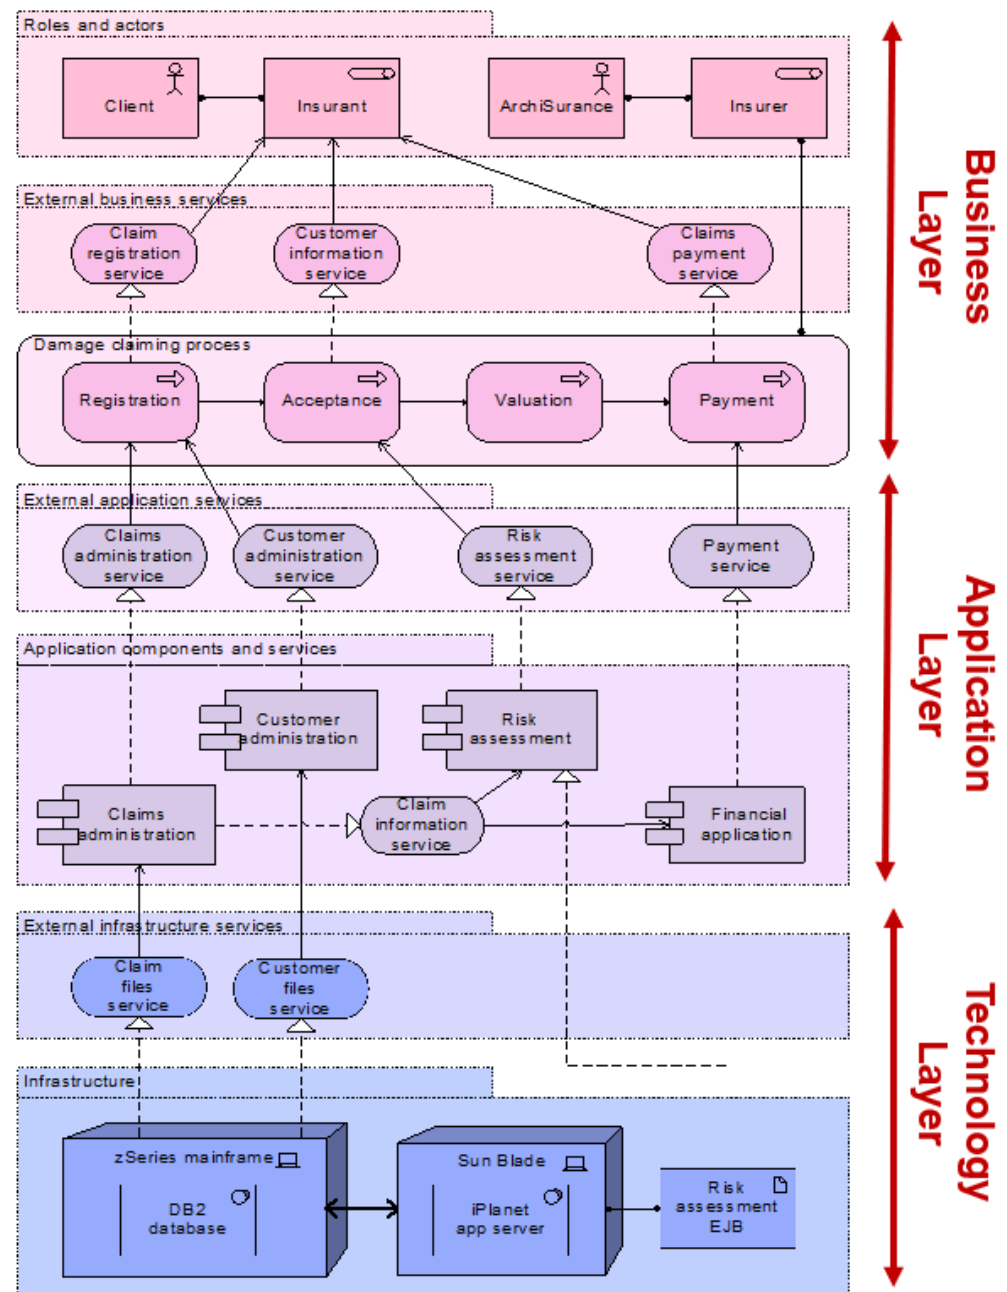 Roles and actors
Client
Insurant
ArchiSurance
Insurer
External business services
Claim
registration
service
Customer
information
service
Claims
payment
service
Damage claiming process
Registration
Acceptance
Valuation
Payment
Business
Layer
External application services
Claims
administration
service
Customer
administration
service
Risk
assessment
service
Payment
service
Application components and services
Customer
administration
Risk
assessment
Claims
administration
Claim
information
service
Financial
application
Application
Layer
External infrastructure services
Claim
files
service
Customer
files
service
Infrastructure
zSeries mainframe
DB2
database
Sun Blade
iPlanet
app server
Risk
assessment
EJB
Technology
Layer